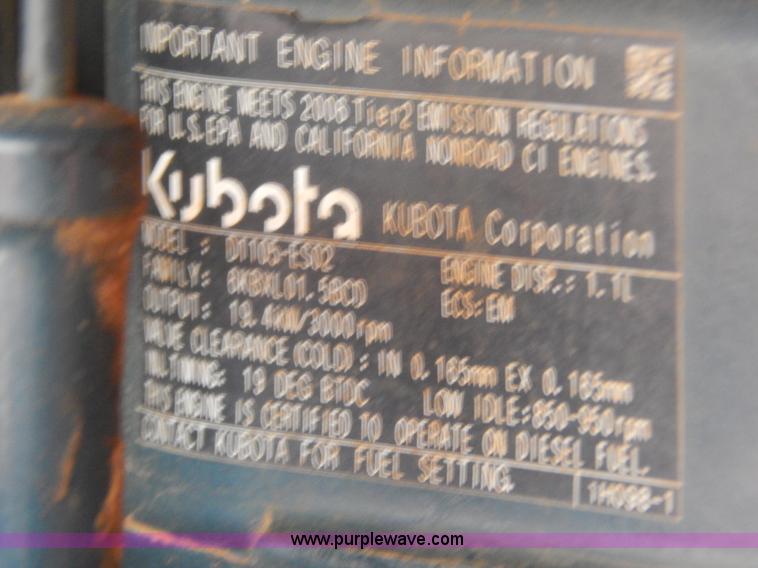 IMPORTANT ENGINE INFORMATION
THIS ENGINE MEETS 2006 Tier2 EMISSION REGULATIONS
FOR U.S.EPA AND CALIFORNIA NONROAD CI ENGINES.
Kubota KUBOTA Corporation
MODEL : D1105-ES02 ENGINE DISP.: 1.1L
FAMILY: 6KBXL01.5BCD ECS: EM
OUTPUT: 19.4kW/3000rpm
VALVE CLEARANCE (COLD) : IN 0.165mm EX 0.165mm
INJ.TIMING: 19 DEG BTDC LOW IDLE:850-950rpm
THIS ENGINE IS CERTIFIED TO OPERATE ON DIESEL FUEL.
CONTACT KUBOTA FOR FUEL SETTING.
1H098-1
www.purplewave.com